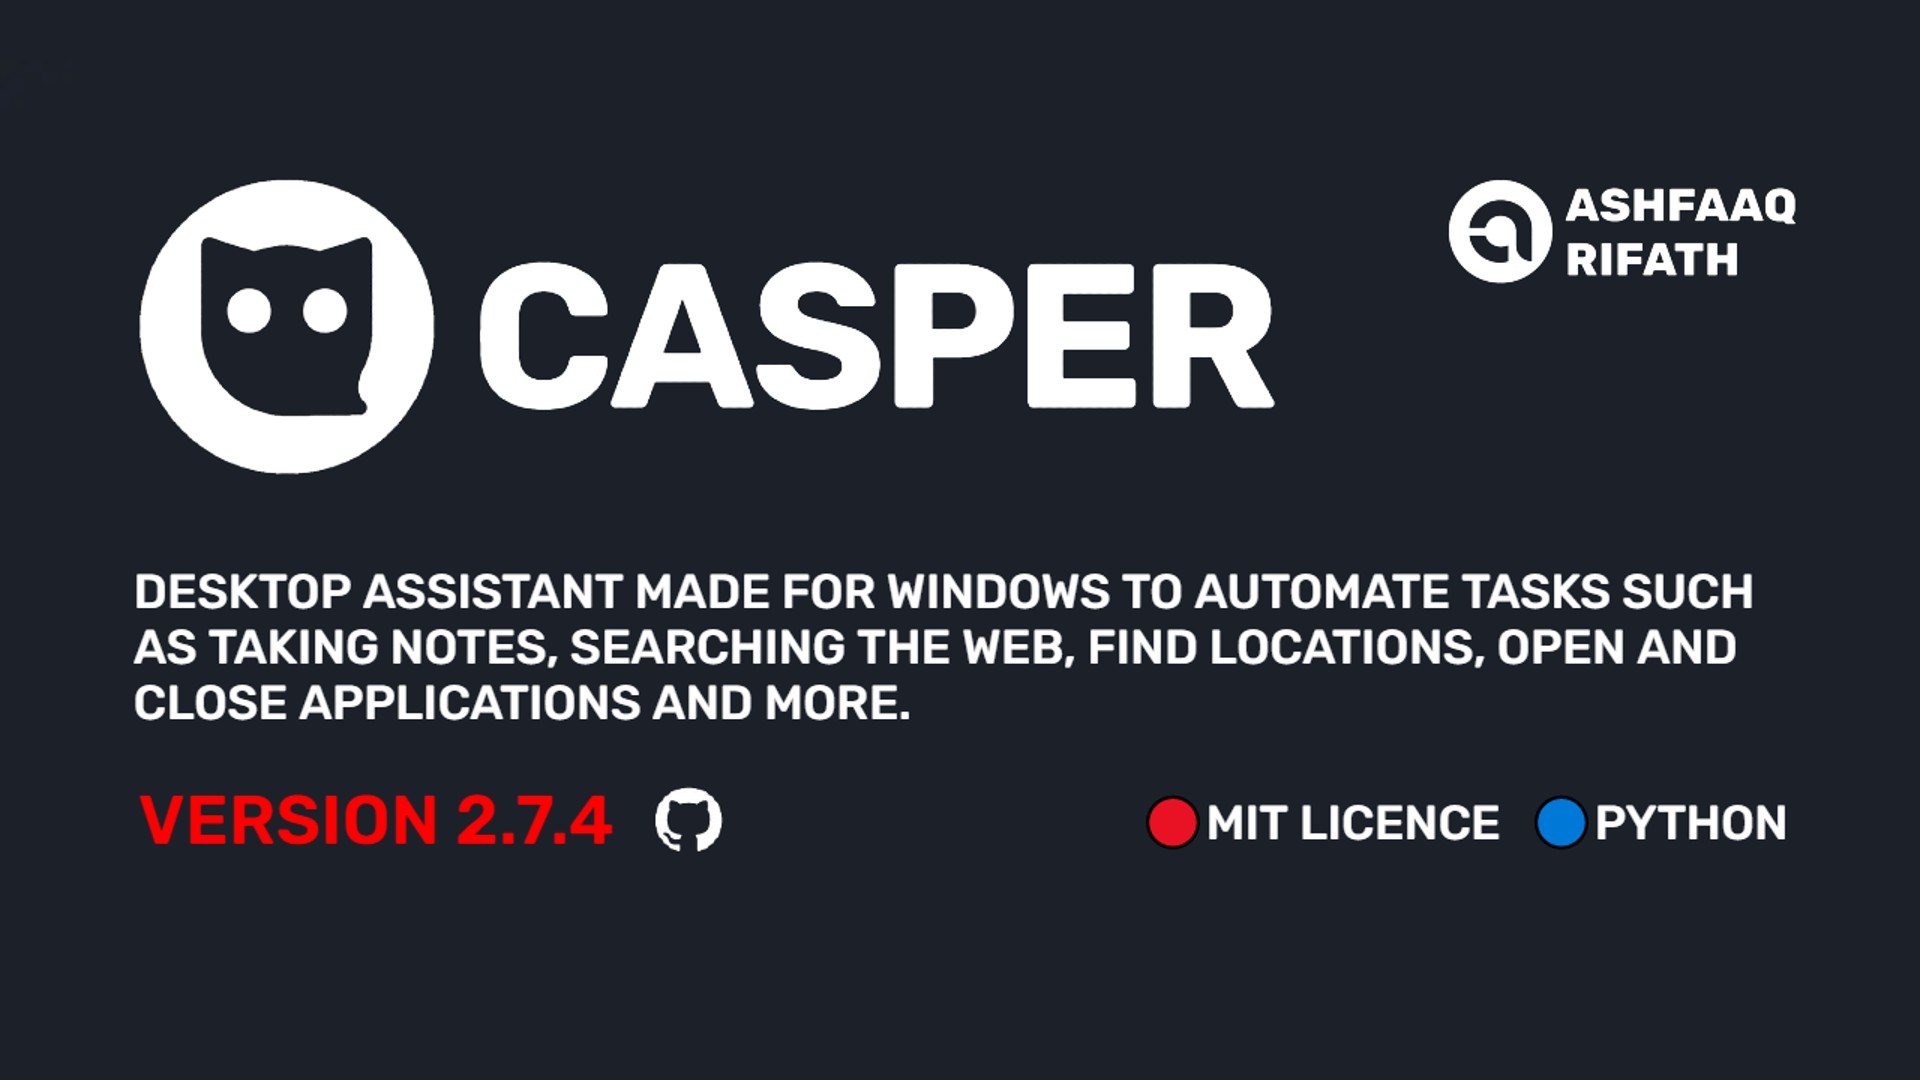 CASPER
ASHFAAQ
RIFATH
DESKTOP ASSISTANT MADE FOR WINDOWS TO AUTOMATE TASKS SUCH
AS TAKING NOTES, SEARCHING THE WEB, FIND LOCATIONS, OPEN AND
CLOSE APPLICATIONS AND MORE.
VERSION 2.7.4
MIT LICENCE
PYTHON